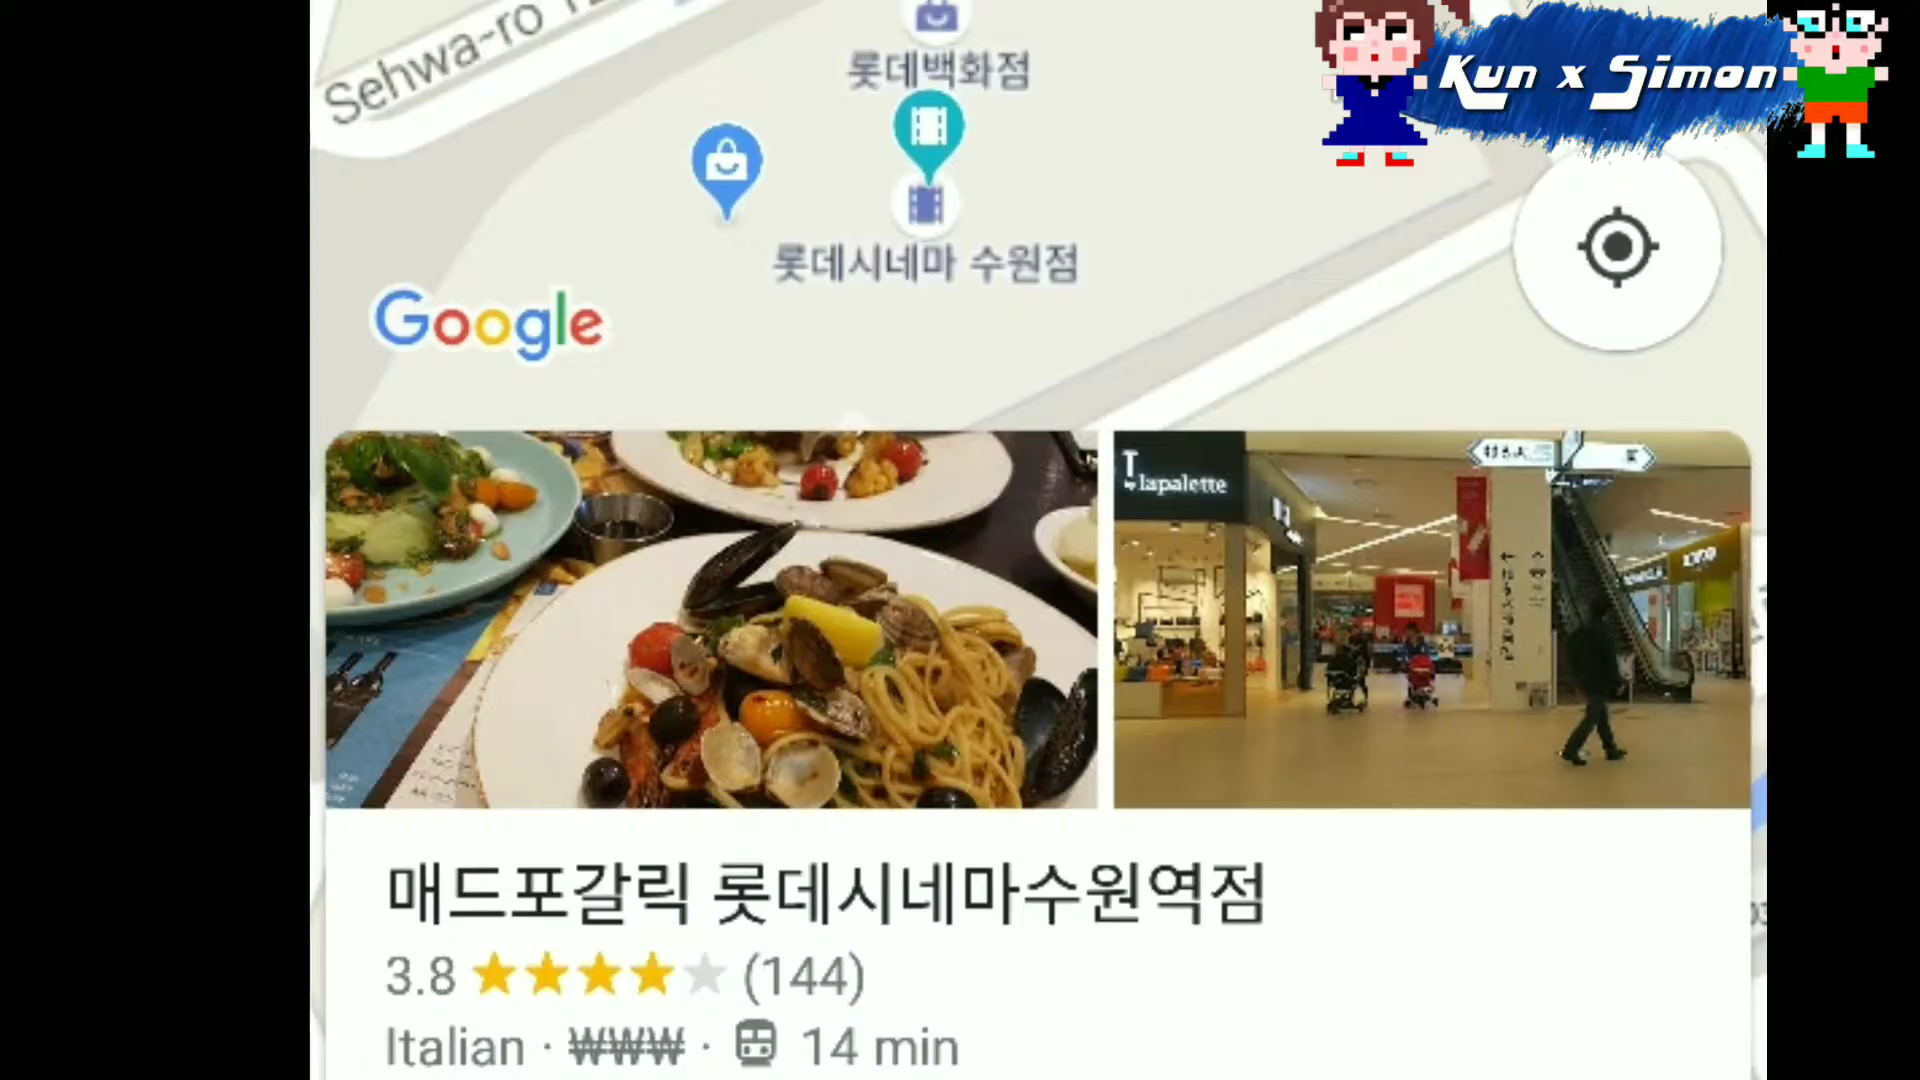 Sehwa-ro
롯데백화점
Kun x Simon
롯데시네마 수원점
Google
lapalette
매드포갈릭 롯데시네마수원역점
3.8 (144)
Italian · ₩₩₩ · 14 min